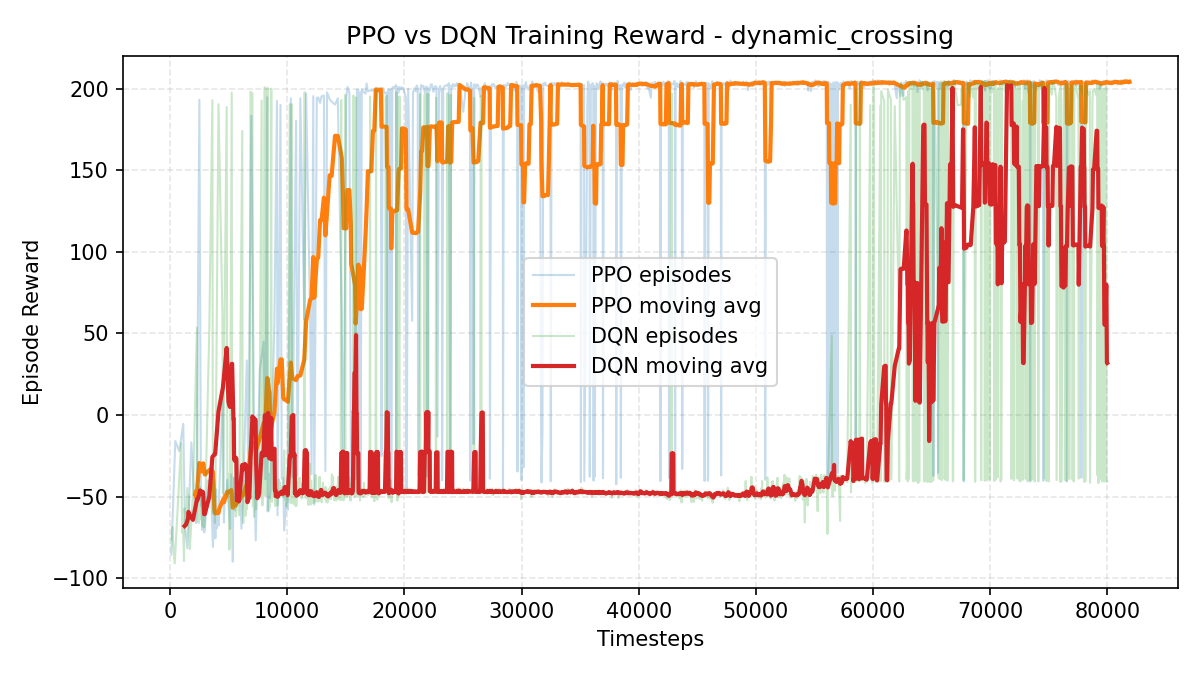 PPO vs DQN Training Reward - dynamic_crossing
Episode Reward
200
150
100
50
0
−50
−100
PPO episodes
PPO moving avg
DQN episodes
DQN moving avg
0 10000 20000 30000 40000 50000 60000 70000 80000
Timesteps